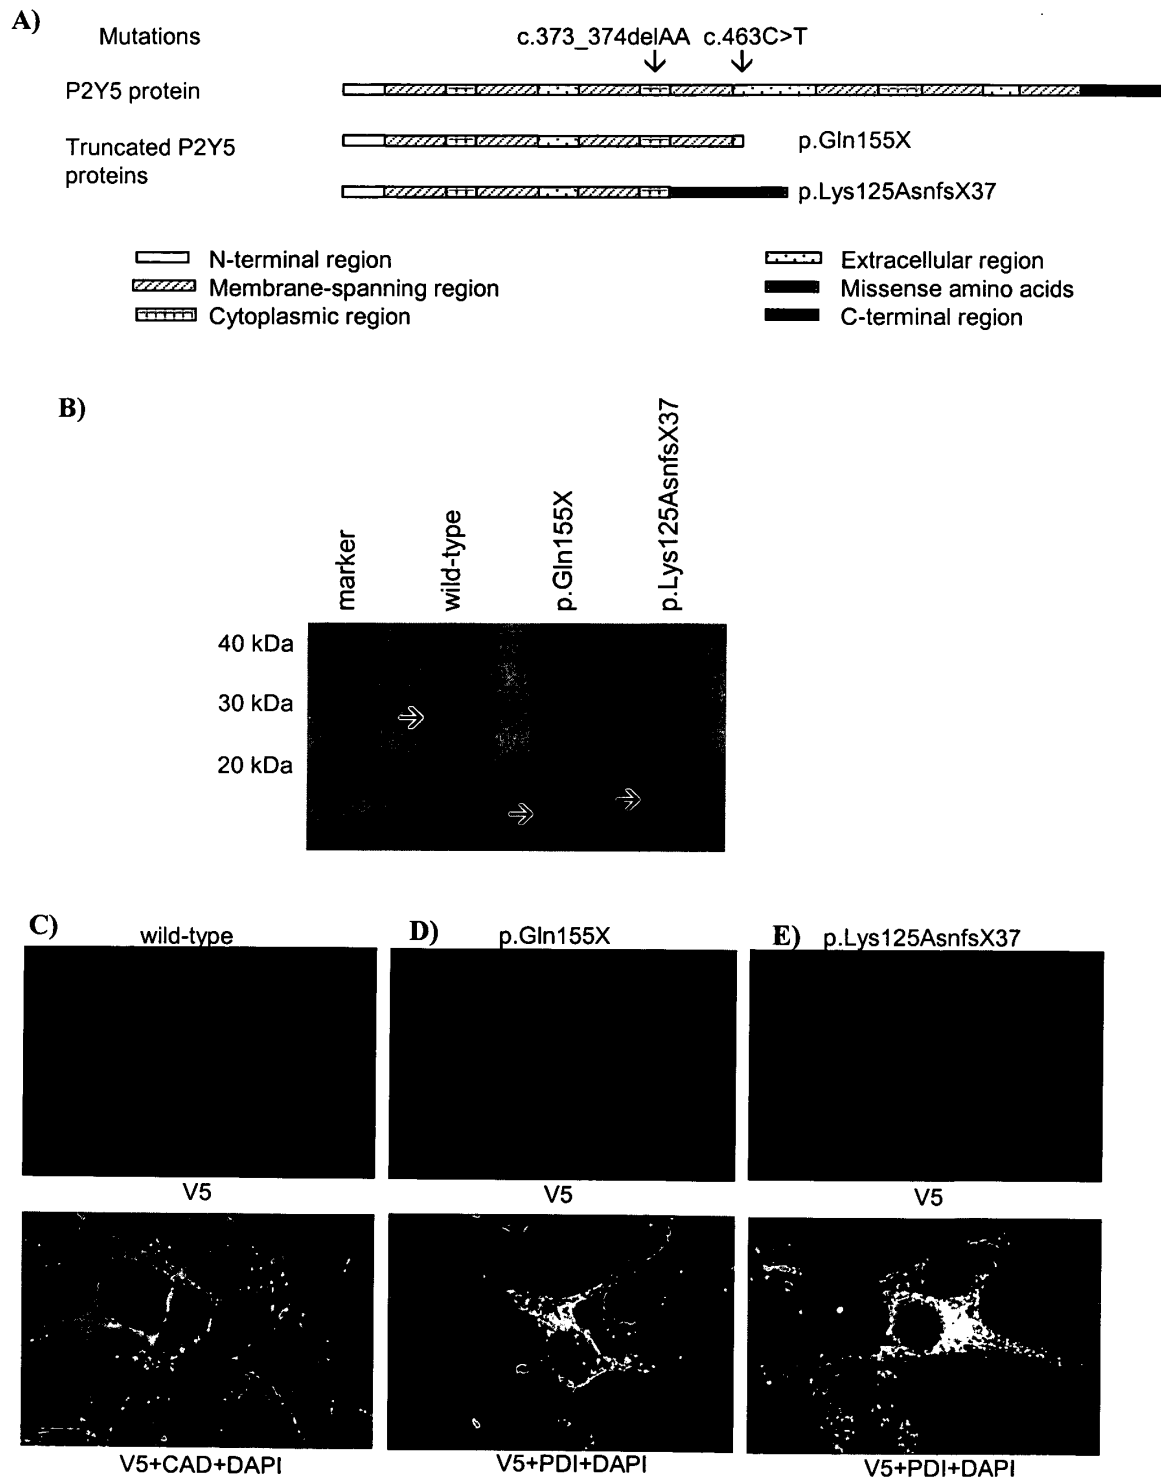 A)
Mutations
c.373_374delAA c.463C>T
P2Y5 protein
Truncated P2Y5
proteins
p.Gln155X
p.Lys125AsnfsX37
N-terminal region
Membrane-spanning region
Cytoplasmic region
Extracellular region
Missense amino acids
C-terminal region
B)
marker
wild-type
p.Gln155X
p.Lys125AsnfsX37
40 kDa
30 kDa
20 kDa
C)
wild-type
D)
p.Gln155X
E)
p.Lys125AsnfsX37
V5
V5
V5
V5+CAD+DAPI
V5+PDI+DAPI
V5+PDI+DAPI